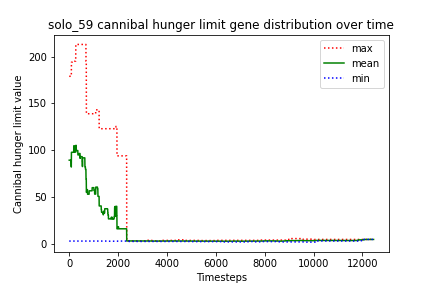 solo_59 cannibal hunger limit gene distribution over time
max
mean
min
Cannibal hunger limit value
200
150
100
50
0
0 2000 4000 6000 8000 10000 12000
Timesteps